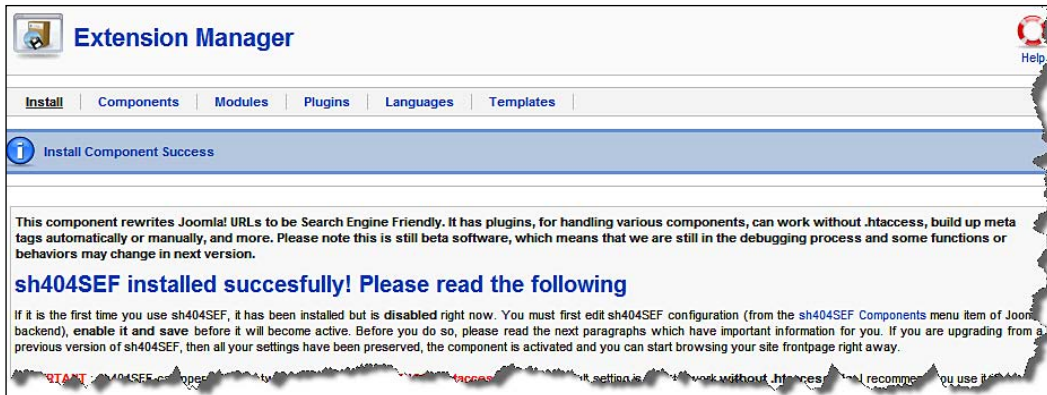 Extension Manager
Help
Install Components Modules Plugins Languages Templates
Install Component Success
This component rewrites Joomla! URLs to be Search Engine Friendly. It has plugins, for handling various components, can work without .htaccess, build up meta
tags automatically or manually, and more. Please note this is still beta software, which means that we are still in the debugging process and some functions or
behaviors may change in next version.
sh404SEF installed succesfully! Please read the following
If it is the first time you use sh404SEF, it has been installed but is disabled right now. You must first edit sh404SEF configuration (from the sh404SEF Components menu item of
backend), enable it and save before it will become active. Before you do so, please read the next paragraphs which have important information for you. If you are upgrading from a
previous version of sh404SEF, then all your settings have been preserved, the component is activated and you can start browsing your site frontpage right away.
setting is work without I recommend you use it